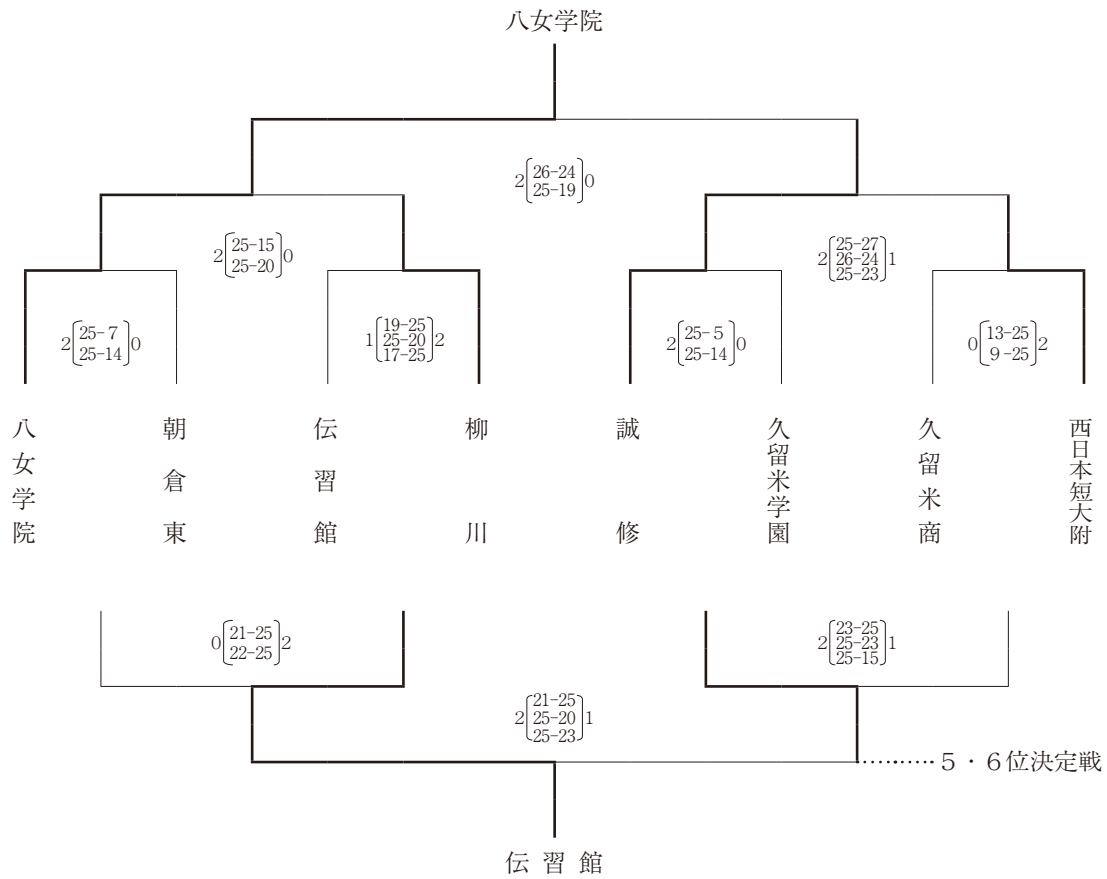 八女学院
2 26-24 0
25-19
2 25-15 0
25-20
2 25-27 1
26-24
25-23
2 25-7 0
25-14
1 19-25 2
25-20
17-25
2 25-5 0
25-14
0 13-25 2
9-25
八女学院
朝倉東
伝習館
柳川
誠修
久留米学園
久留米商
西日本短大附
0 21-25 2
22-25
2 23-25 1
25-23
25-15
2 21-25 1
25-20
25-23
5・6位決定戦
伝習館